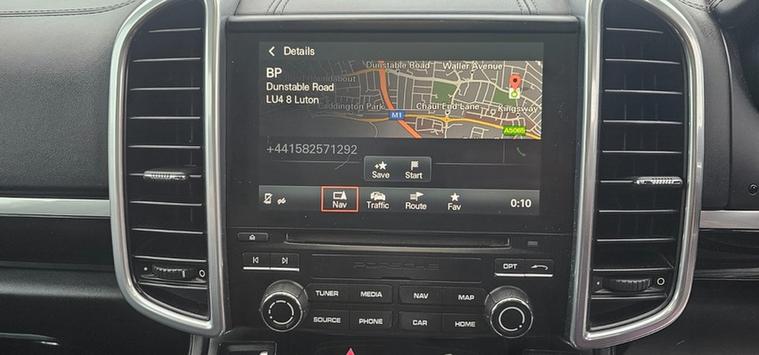 Details
BP
Dunstable Road
LU4 8 Luton
Dunstable Road
Waller Avenue
Chaul End Lane
Kingsway
M1
A5065
+441582571292
Save
Start
Nav
Traffic
Route
Fav
0:10
PORSCHE
OPT
TUNER
MEDIA
NAV
MAP
SOURCE
PHONE
CAR
HOME